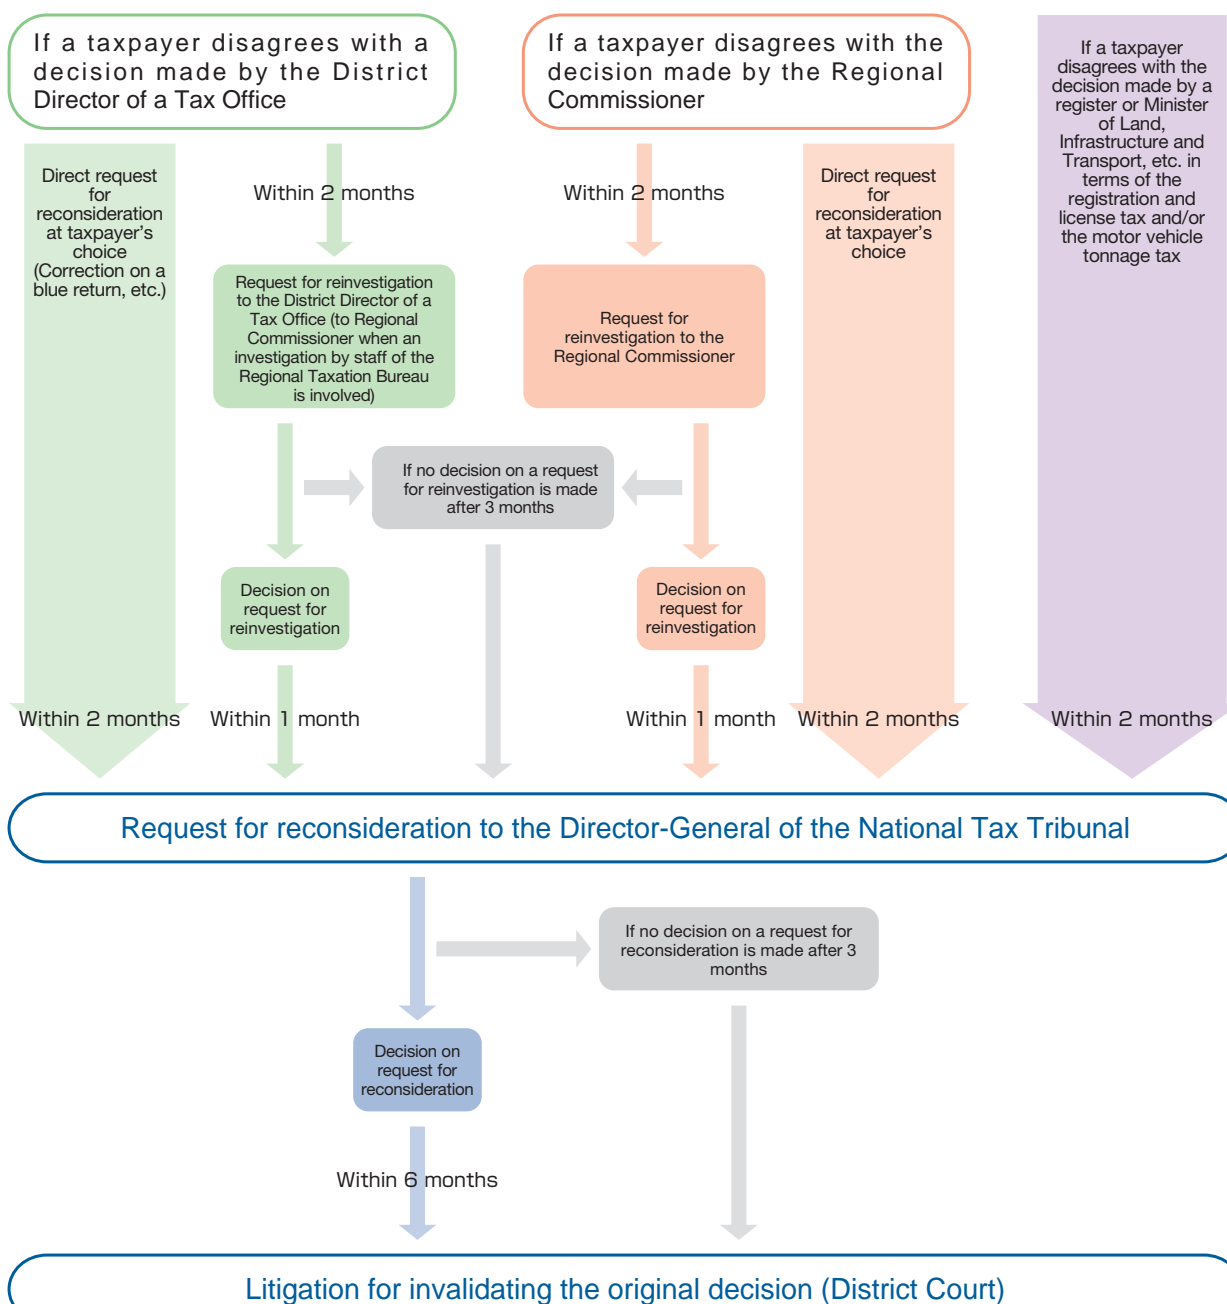 If a taxpayer disagrees with a
decision made by the District
Director of a Tax Office
If a taxpayer disagrees with the
decision made by the Regional
Commissioner
If a taxpayer
disagrees with the
decision made by a
register or Minister
of Land,
Infrastructure and
Transport, etc. in
terms of the
registration and
license tax and/or
the motor vehicle
tonnage tax
Direct request
for
reconsideration
at taxpayer's
choice
(Correction on a
blue return, etc.)
Within 2 months
Within 2 months
Direct request
for
reconsideration
at taxpayer's
choice
Request for reinvestigation
to the District Director of a
Tax Office (to Regional
Commissioner when an
investigation by staff of the
Regional Taxation Bureau
is involved)
Request for
reinvestigation to the
Regional Commissioner
If no decision on a request
for reinvestigation is made
after 3 months
Decision on
request for
reinvestigation
Decision on
request for
reinvestigation
Within 2 months
Within 1 month
Within 1 month
Within 2 months
Within 2 months
Request for reconsideration to the Director-General of the National Tax Tribunal
If no decision on a request for
reconsideration is made after 3
months
Decision on
request for
reconsideration
Within 6 months
Litigation for invalidating the original decision (District Court)